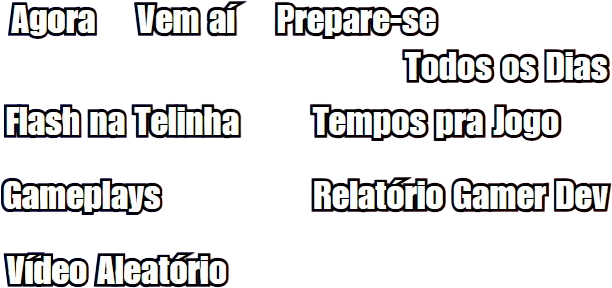 Agora Vem aí Prepare-se
Todos os Dias
Flash na Telinha Tempos pra Jogo
Gameplays Relatório Gamer Dev
Vídeo Aleatório